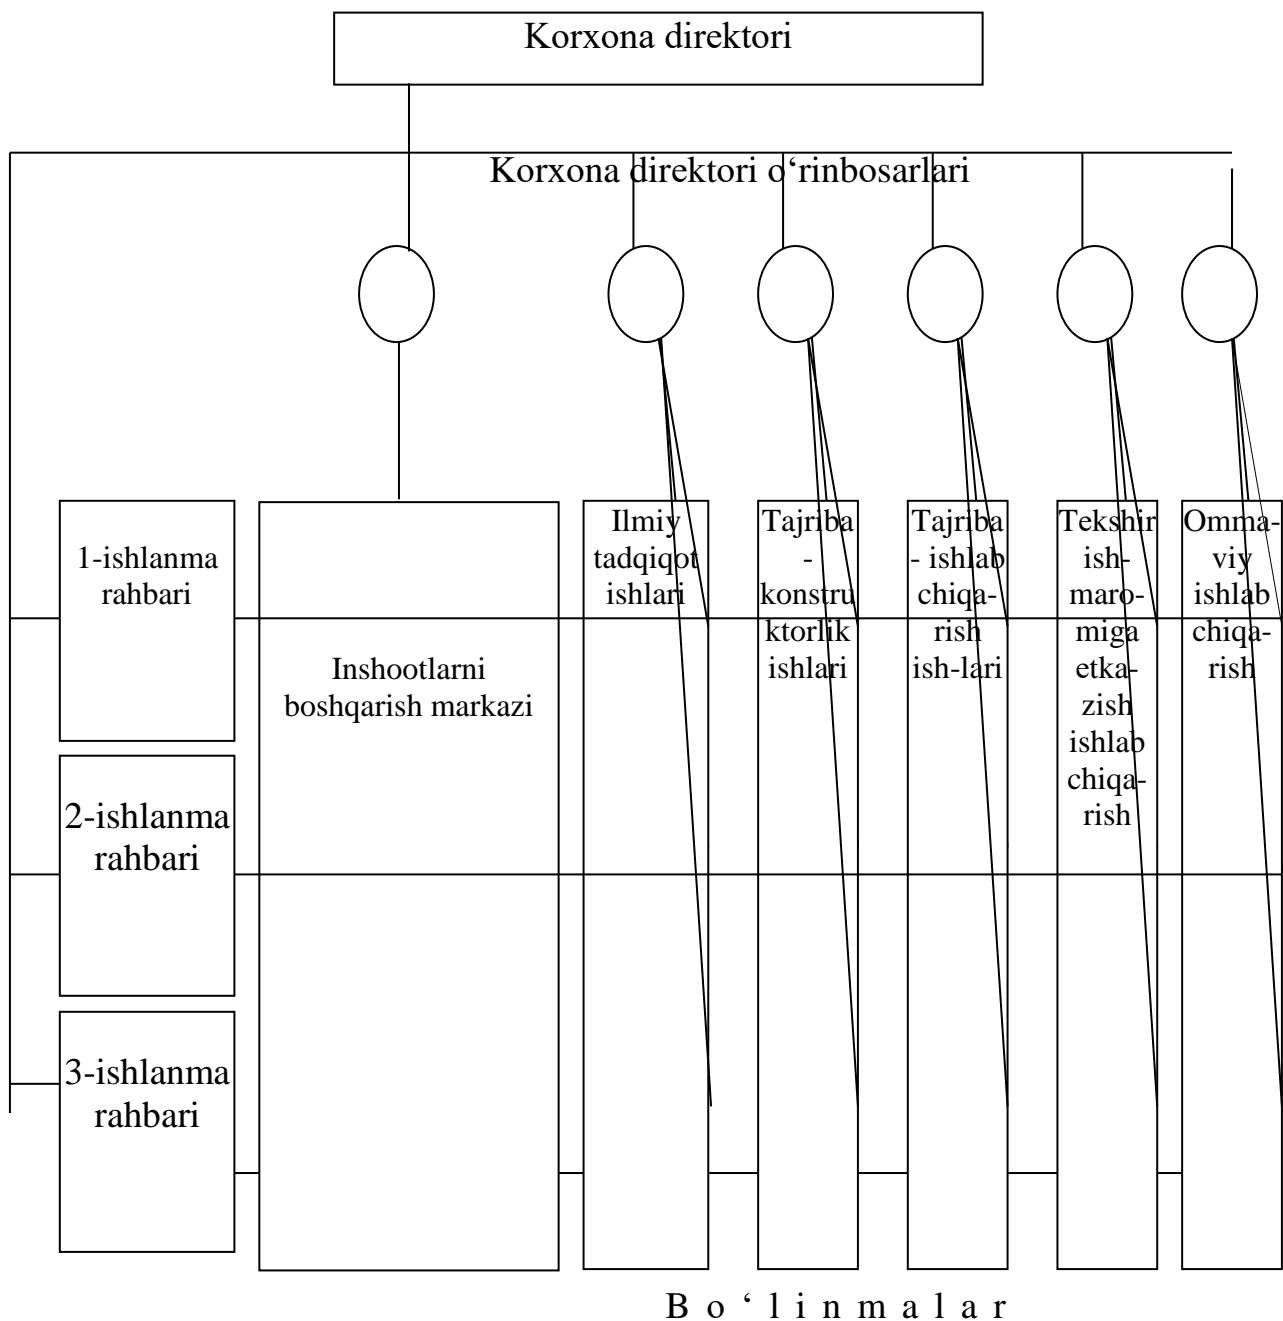 Korxona direktori
Korxona direktori o‘rinbosarlari
1-ishlanma
rahbari
Inshootlarni
boshqarish markazi
Ilmiy
tadqiqot
ishlari
Tajriba
-
konstru
ktorlik
ishlari
Tajriba
- ishlab
chiqa-
rish
ish-lari
Tekshir
ish-
maro-
miga
etka-
zish
ishlab
chiqa-
rish
Omma-
viy
ishlab
chiqa-
rish
2-ishlanma
rahbari
3-ishlanma
rahbari
B o ‘ l i n m a l a r